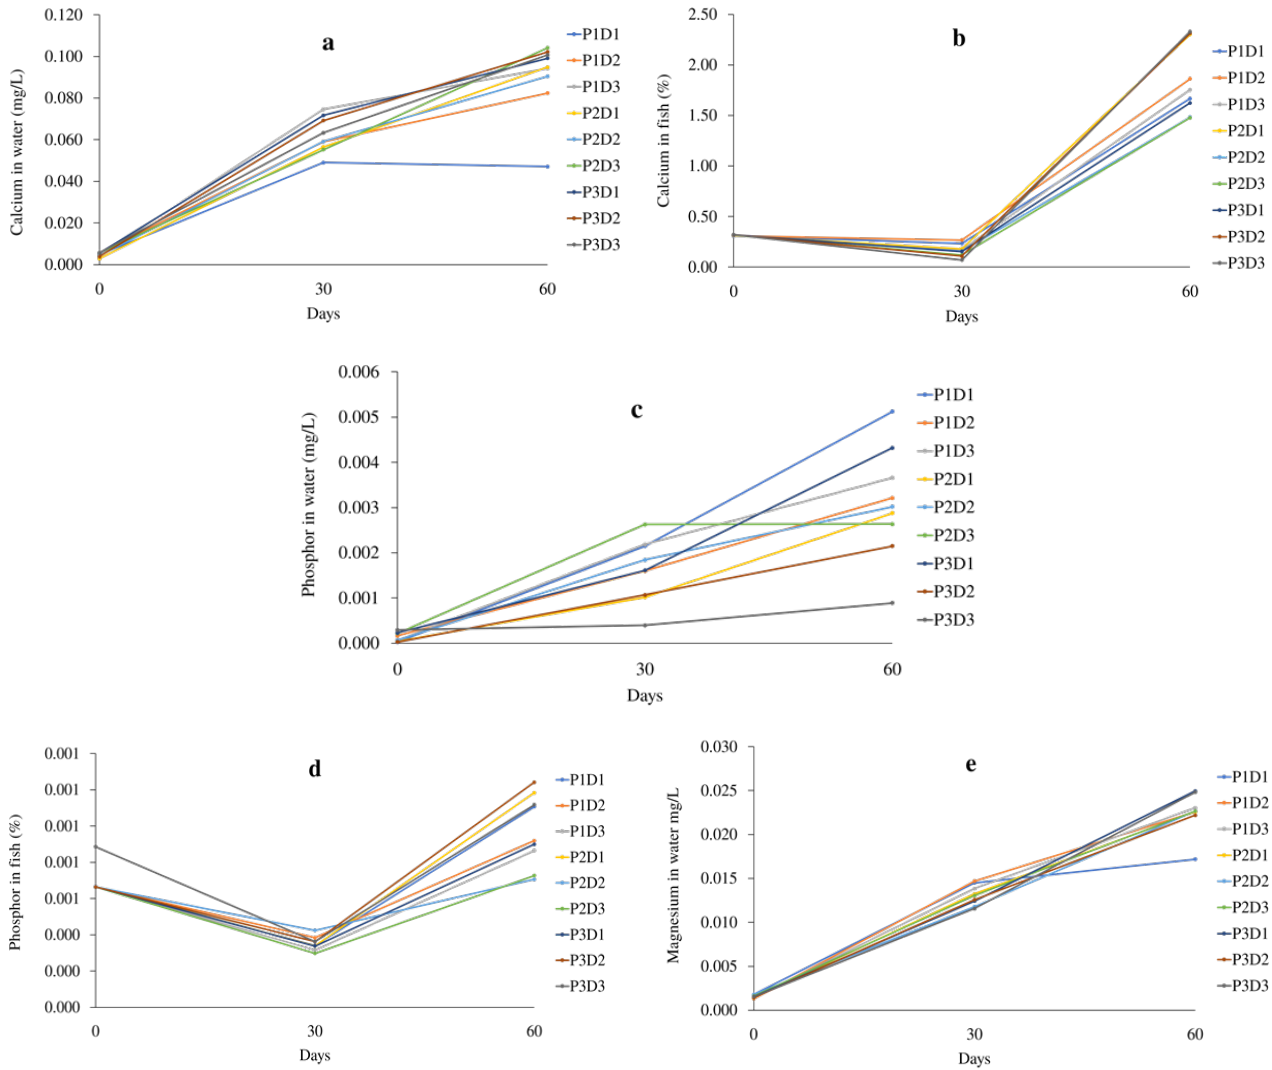 a
Calcium in water (mg/L)
0.120
0.100
0.080
0.060
0.040
0.020
0.000
0
30
60
Days
P1D1
P1D2
P1D3
P2D1
P2D2
P2D3
P3D1
P3D2
P3D3
b
Calcium in fish (%)
2.50
2.00
1.50
1.00
0.50
0.00
0
30
60
Days
P1D1
P1D2
P1D3
P2D1
P2D2
P2D3
P3D1
P3D2
P3D3
c
Phosphor in water (mg/L)
0.006
0.005
0.004
0.003
0.002
0.001
0.000
0
30
60
Days
P1D1
P1D2
P1D3
P2D1
P2D2
P2D3
P3D1
P3D2
P3D3
d
Phosphor in fish (%)
0.001
0.001
0.001
0.001
0.001
0.000
0.000
0.000
0
30
60
Days
P1D1
P1D2
P1D3
P2D1
P2D2
P2D3
P3D1
P3D2
P3D3
e
Magnesium in water mg/L
0.030
0.025
0.020
0.015
0.010
0.005
0.000
0
30
60
Days
P1D1
P1D2
P1D3
P2D1
P2D2
P2D3
P3D1
P3D2
P3D3